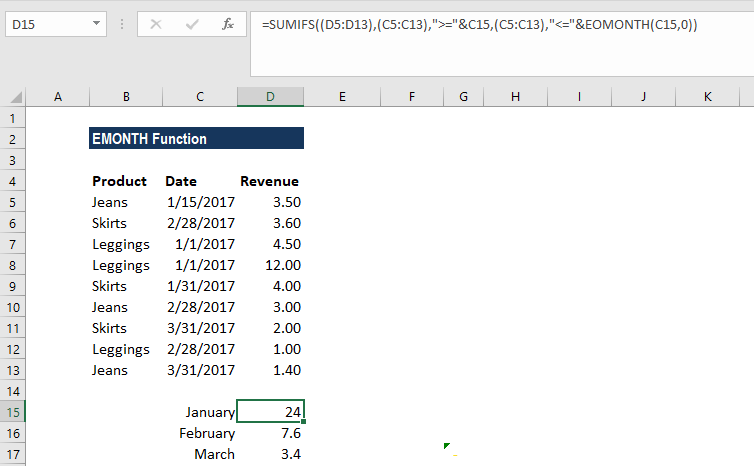 D15 fx =SUMIFS((D5:D13),(C5:C13),">="&C15,(C5:C13),"<="&EOMONTH(C15,0))
A B C D E F G H I J K
1
2 EMONTH Function
3
4 Product Date Revenue
5 Jeans 1/15/2017 3.50
6 Skirts 2/28/2017 3.60
7 Leggings 1/1/2017 4.50
8 Leggings 1/1/2017 12.00
9 Skirts 1/31/2017 4.00
10 Jeans 2/28/2017 3.00
11 Skirts 3/31/2017 2.00
12 Leggings 2/28/2017 1.00
13 Jeans 3/31/2017 1.40
14
15 January 24
16 February 7.6
17 March 3.4